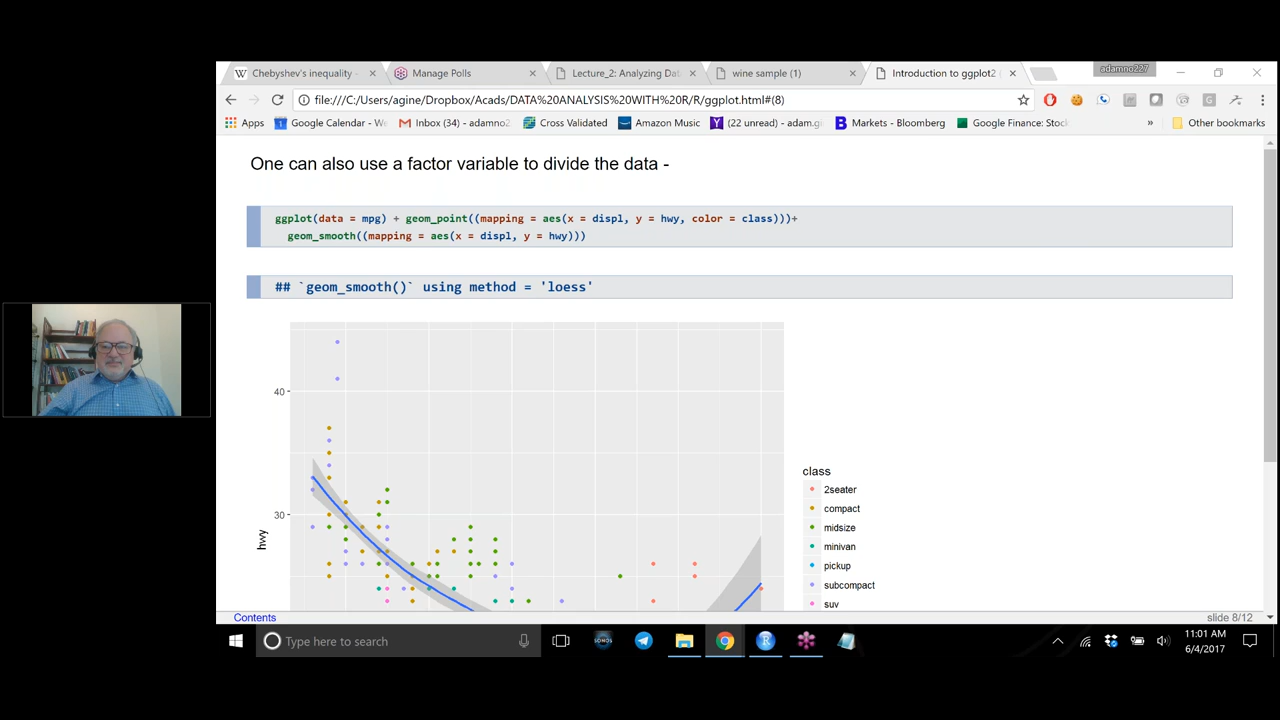 Chebyshev's inequality -
Manage Polls
Lecture_2: Analyzing Dat
wine sample (1)
Introduction to ggplot2 (
adamno227
file:///C:/Users/agine/Dropbox/Acads/DATA%20ANALYSIS%20WITH%20R/R/ggplot.html#(8)
Apps
Google Calendar - We
Inbox (34) - adamno2
Cross Validated
Amazon Music
(22 unread) - adam.gi
Markets - Bloomberg
Google Finance: Stock
»
Other bookmarks
One can also use a factor variable to divide the data -
ggplot(data = mpg) + geom_point((mapping = aes(x = displ, y = hwy, color = class)))+
geom_smooth((mapping = aes(x = displ, y = hwy)))
## `geom_smooth()` using method = 'loess'
40
30
hwy
class
2seater
compact
midsize
minivan
pickup
subcompact
suv
Contents
slide 8/12
Type here to search
SONOS
11:01 AM
6/4/2017